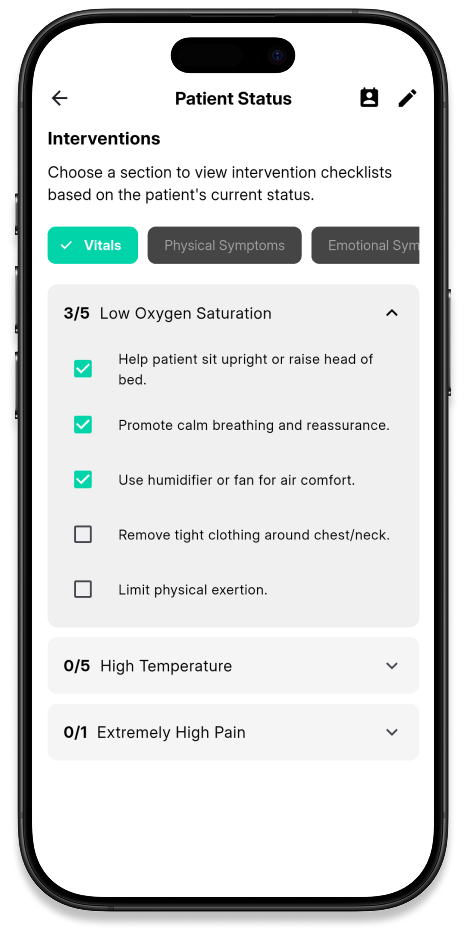 Patient Status
Interventions
Choose a section to view intervention checklists
based on the patient's current status.
Vitals
Physical Symptoms
Emotional Sym
3/5 Low Oxygen Saturation
Help patient sit upright or raise head of
bed.
Promote calm breathing and reassurance.
Use humidifier or fan for air comfort.
Remove tight clothing around chest/neck.
Limit physical exertion.
0/5 High Temperature
0/1 Extremely High Pain